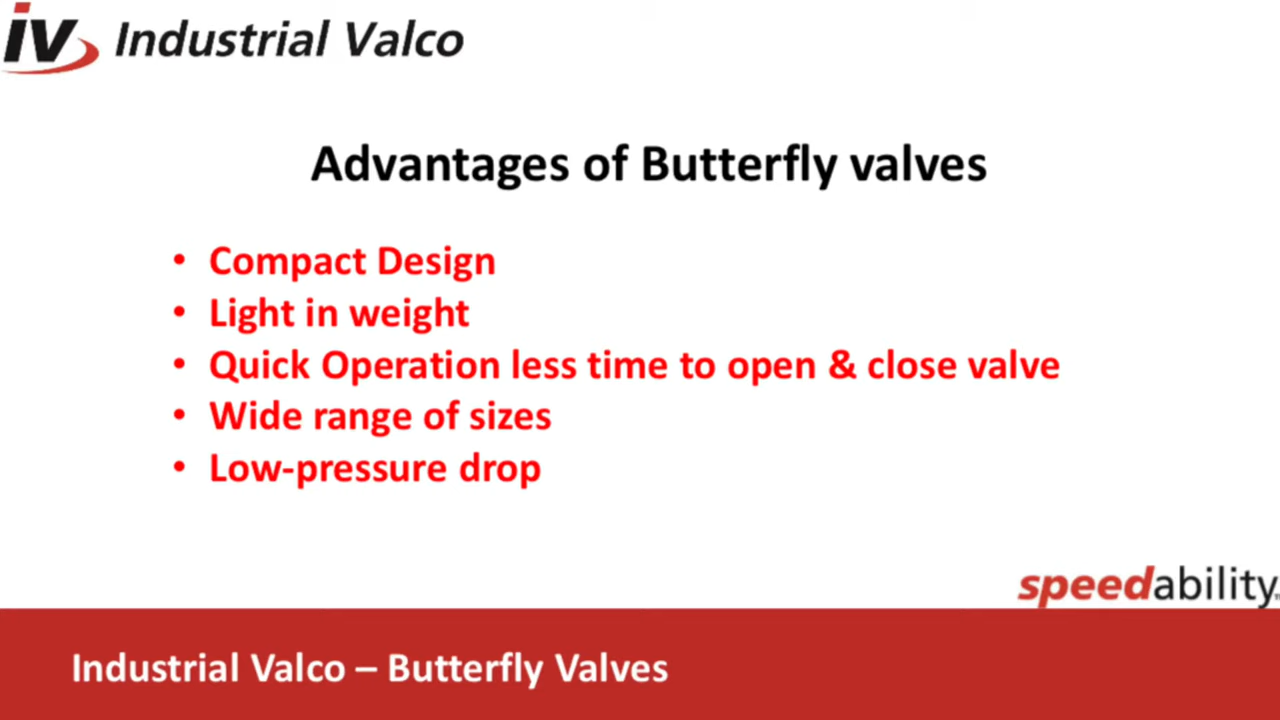 iv Industrial Valco
Advantages of Butterfly valves
• Compact Design
• Light in weight
• Quick Operation less time to open & close valve
• Wide range of sizes
• Low-pressure drop
speedability
Industrial Valco – Butterfly Valves